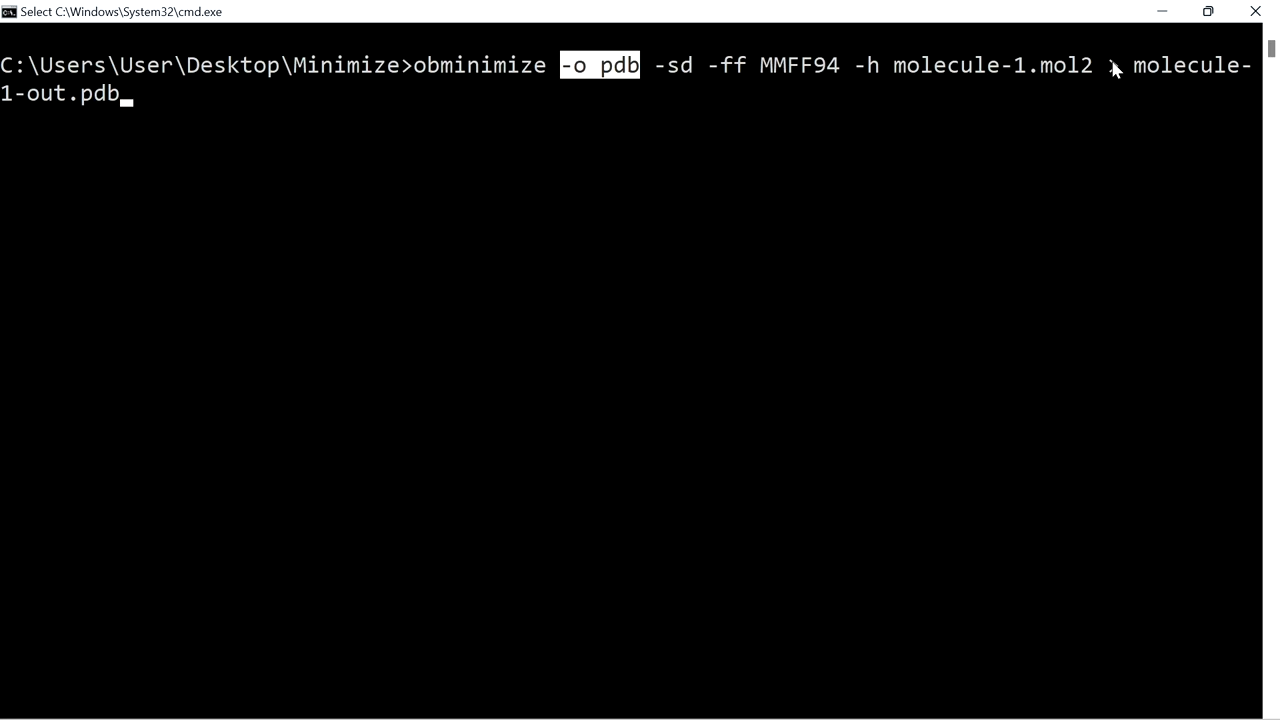 Select C:\Windows\System32\cmd.exe
C:\Users\User\Desktop\Minimize>obminimize -o pdb -sd -ff MMFF94 -h molecule-1.mol2 > molecule-
1-out.pdb